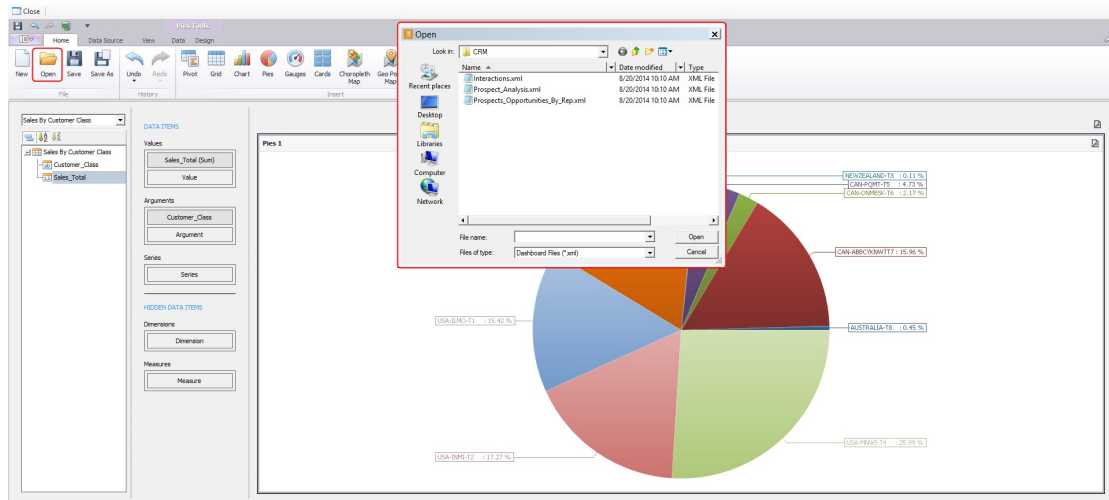 Close
Pies Tools
Home Data Source View Data Design
New Open Save Save As Undo Redo Pivot Grid Chart Pies Gauges Cards Choropleth Map Geo Po Map
File History Insert
Sales By Customer Class
Sales By Customer Class
Customer_Class
Sales_Total
DATA ITEMS
Values
Sales_Total (Sum)
Value
Arguments
Customer_Class
Argument
Series
Series
HIDDEN DATA ITEMS
Dimensions
Dimension
Measures
Measure
Pies 1
Open
Look in: CRM
Recent places
Desktop
Libraries
Computer
Network
Name Date modified Type
Interactions.xml 8/20/2014 10:10 AM XML File
Prospect_Analysis.xml 8/20/2014 10:10 AM XML File
Prospects_Opportunities_By_Rep.xml 8/20/2014 10:10 AM XML File
File name: Open
Files of type: Dashboard Files (*.xml) Cancel
NEWZEALAND-T8 : 0.11 %
CAN-PQMT-T5 : 4.73 %
CAN-ONMBSK-T6 : 2.17 %
CAN-ABBCYKNWTT7 : 15.96 %
AUSTRALIA-T8 : 0.45 %
USA-MNWI-T4 : 25.99 %
USA-INMI-T2 : 17.27 %
USA-ILMO-T1 : 15.42 %